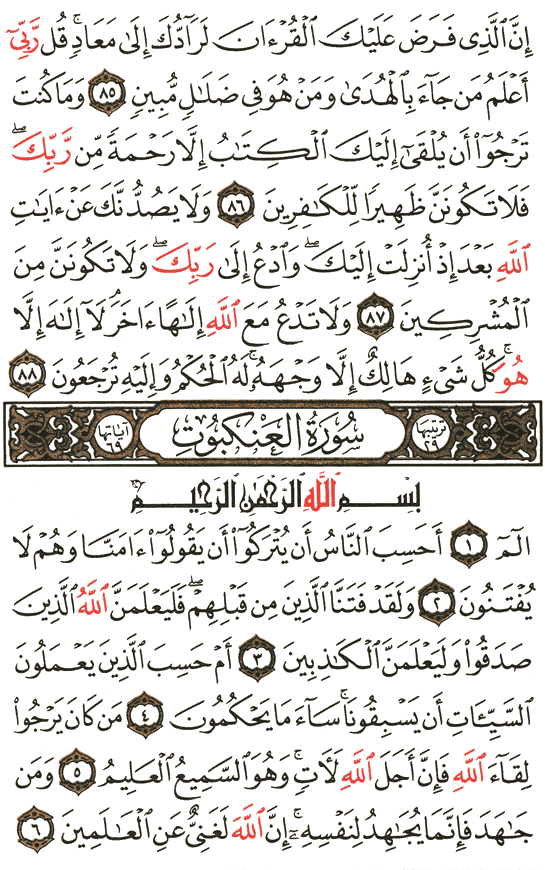 إِنَّ ٱلَّذِى فَرَضَ عَلَيْكَ ٱلْقُرْءَانَ لَرَآدُّكَ إِلَىٰ مَعَادٍۚ قُل رَّبِّىٓ
أَعْلَمُ مَن جَآءَ بِٱلْهُدَىٰ وَمَنْ هُوَ فِى ضَلَٰلٍ مُّبِينٍ ٨٥ وَمَا كُنتَ
تَرْجُوٓا۟ أَن يُلْقَىٰٓ إِلَيْكَ ٱلْكِتَٰبُ إِلَّا رَحْمَةً مِّن رَّبِّكَۖ
فَلَا تَكُونَنَّ ظَهِيرًا لِّلْكَٰفِرِينَ ٨٦ وَلَا يَصُدُّنَّكَ عَنْ ءَايَٰتِ
ٱللَّهِ بَعْدَ إِذْ أُنزِلَتْ إِلَيْكَۖ وَٱدْعُ إِلَىٰ رَبِّكَۖ وَلَا تَكُونَنَّ مِنَ
ٱلْمُشْرِكِينَ ٨٧ وَلَا تَدْعُ مَعَ ٱللَّهِ إِلَٰهًا ءَاخَرَۘ لَآ إِلَٰهَ إِلَّا
هُوَۚ كُلُّ شَىْءٍ هَالِكٌ إِلَّا وَجْهَهُۥۚ لَهُ ٱلْحُكْمُ وَإِلَيْهِ تُرْجَعُونَ ٨٨
ترتيبها ٢٩ سُورَةُ الْعَنْكَبُوتِ آياتها ٦٩
بِسْمِ ٱللَّهِ ٱلرَّحْمَٰنِ ٱلرَّحِيمِ
الٓمٓ ١ أَحَسِبَ ٱلنَّاسُ أَن يُتْرَكُوٓا۟ أَن يَقُولُوٓا۟ ءَامَنَّا وَهُمْ لَا
يُفْتَنُونَ ٢ وَلَقَدْ فَتَنَّا ٱلَّذِينَ مِن قَبْلِهِمْۖ فَلَيَعْلَمَنَّ ٱللَّهُ ٱلَّذِينَ
صَدَقُوا۟ وَلَيَعْلَمَنَّ ٱلْكَٰذِبِينَ ٣ أَمْ حَسِبَ ٱلَّذِينَ يَعْمَلُونَ
ٱلسَّيِّـَٔاتِ أَن يَسْبِقُونَاۚ سَآءَ مَا يَحْكُمُونَ ٤ مَن كَانَ يَرْجُوا۟
لِقَآءَ ٱللَّهِ فَإِنَّ أَجَلَ ٱللَّهِ لَءَاتٍۚ وَهُوَ ٱلسَّمِيعُ ٱلْعَلِيمُ ٥ وَمَن
جَٰهَدَ فَإِنَّمَا يُجَٰهِدُ لِنَفْسِهِۦٓۚ إِنَّ ٱللَّهَ لَغَنِىٌّ عَنِ ٱلْعَٰلَمِينَ ٦